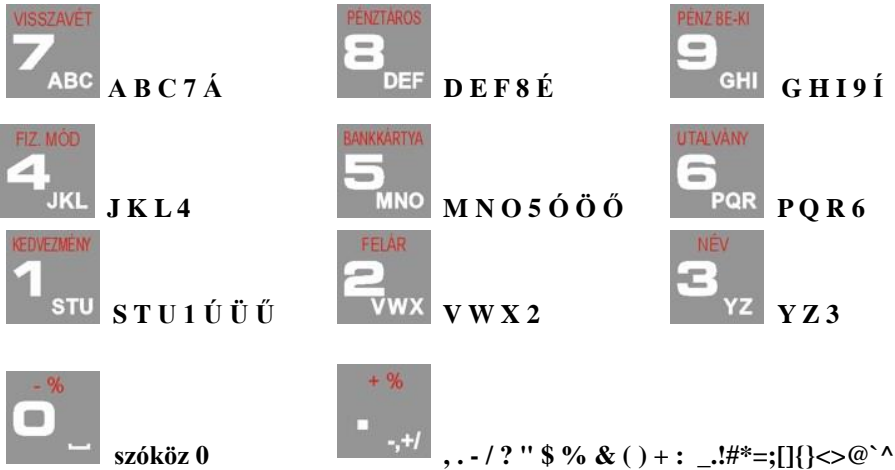 VISSZAVÉT
7 ABC A B C 7 Á
PÉNZTÁROS
8 DEF D E F 8 É
PÉNZ BE-KI
9 GHI G H I 9 Í
FIZ. MÓD
4 JKL J K L 4
BANKKÁRTYA
5 MNO M N O 5 Ó Ö Ő
UTALVÁNY
6 PQR P Q R 6
KEDVEZMÉNY
1 STU S T U 1 Ú Ü Ű
FELÁR
2 VWX V W X 2
NÉV
3 YZ Y Z 3
- %
0 szóköz 0
+ %
. -,+/ , . - / ? " $ % & ( ) + : _.!#*=;[]{}<>@`^